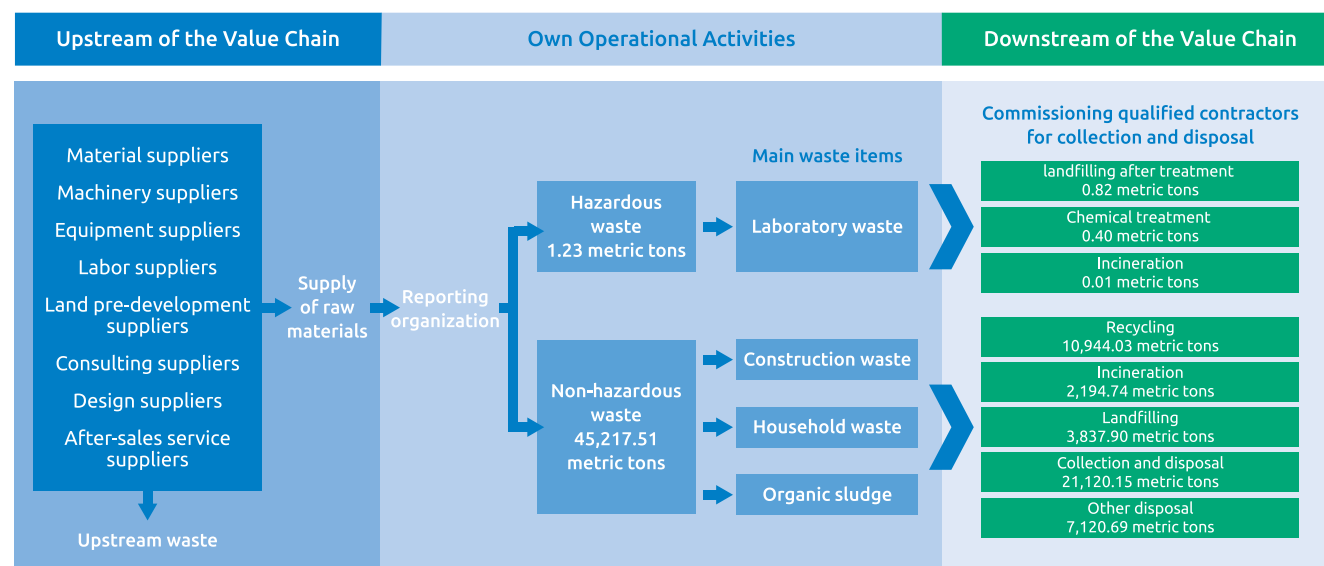 Upstream of the Value Chain
Own Operational Activities
Downstream of the Value Chain
Material suppliers
Machinery suppliers
Equipment suppliers
Labor suppliers
Land pre-development
suppliers
Consulting suppliers
Design suppliers
After-sales service
suppliers
Upstream waste
Supply
of raw
materials
Reporting
organization
Hazardous
waste
1.23 metric tons
Non-hazardous
waste
45,217.51
metric tons
Main waste items
Laboratory waste
Construction waste
Household waste
Organic sludge
Commissioning qualified contractors
for collection and disposal
landfilling after treatment
0.82 metric tons
Chemical treatment
0.40 metric tons
Incineration
0.01 metric tons
Recycling
10,944.03 metric tons
Incineration
2,194.74 metric tons
Landfilling
3,837.90 metric tons
Collection and disposal
21,120.15 metric tons
Other disposal
7,120.69 metric tons